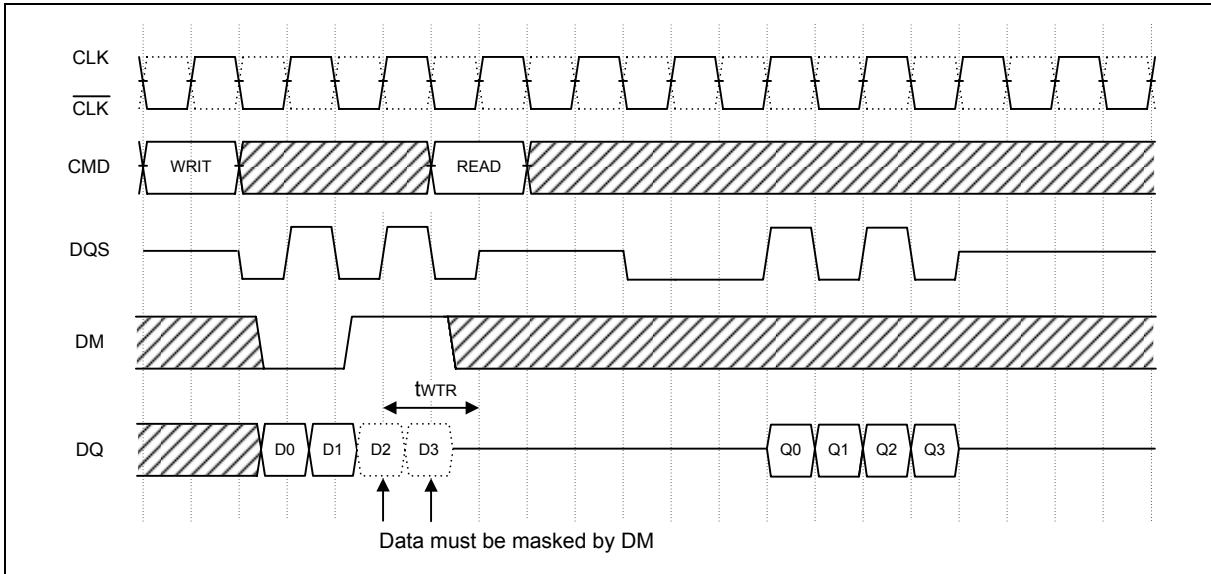 CLK
CLK
CMD WRIT READ
DQS
DM
tWTR
DQ D0 D1 D2 D3 Q0 Q1 Q2 Q3
Data must be masked by DM